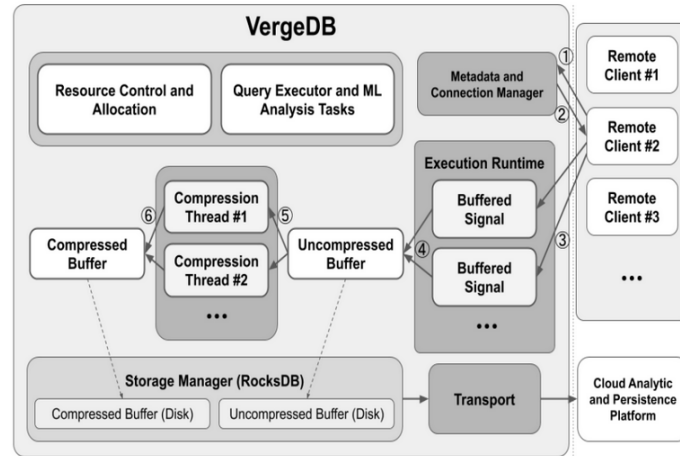 VergeDB
Resource Control and
Allocation
Query Executor and ML
Analysis Tasks
Metadata and
Connection Manager
①
②
Remote
Client #1
Remote
Client #2
Remote
Client #3
...
Execution Runtime
Buffered
Signal
Buffered
Signal
...
③
④
Uncompressed
Buffer
⑤
Compression
Thread #1
Compression
Thread #2
...
⑥
Compressed
Buffer
Storage Manager (RocksDB)
Compressed Buffer (Disk)
Uncompressed Buffer (Disk)
Transport
Cloud Analytic
and Persistence
Platform